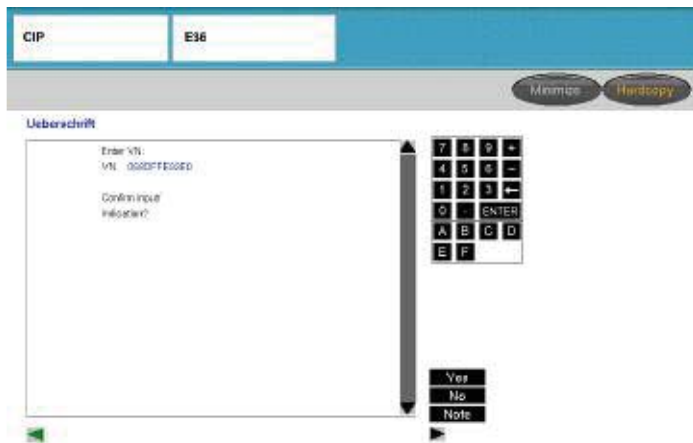 CIP
E36
Minimize
Hardcopy
Ueberschrift
Enter VN:
VN:
Confirm input!
Indication?
7 8 9 +
4 5 6 -
1 2 3 ←
0 . ENTER
A B C D
E F
Yes
No
Note